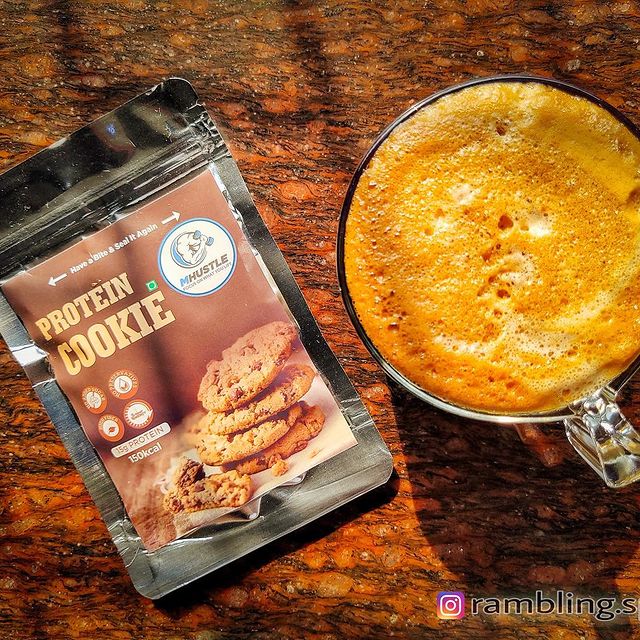 Have a Bite & Seal It Again
MHUSTLE
PROTEIN
COOKIE
15g PROTEIN
150kcal
rambling.s